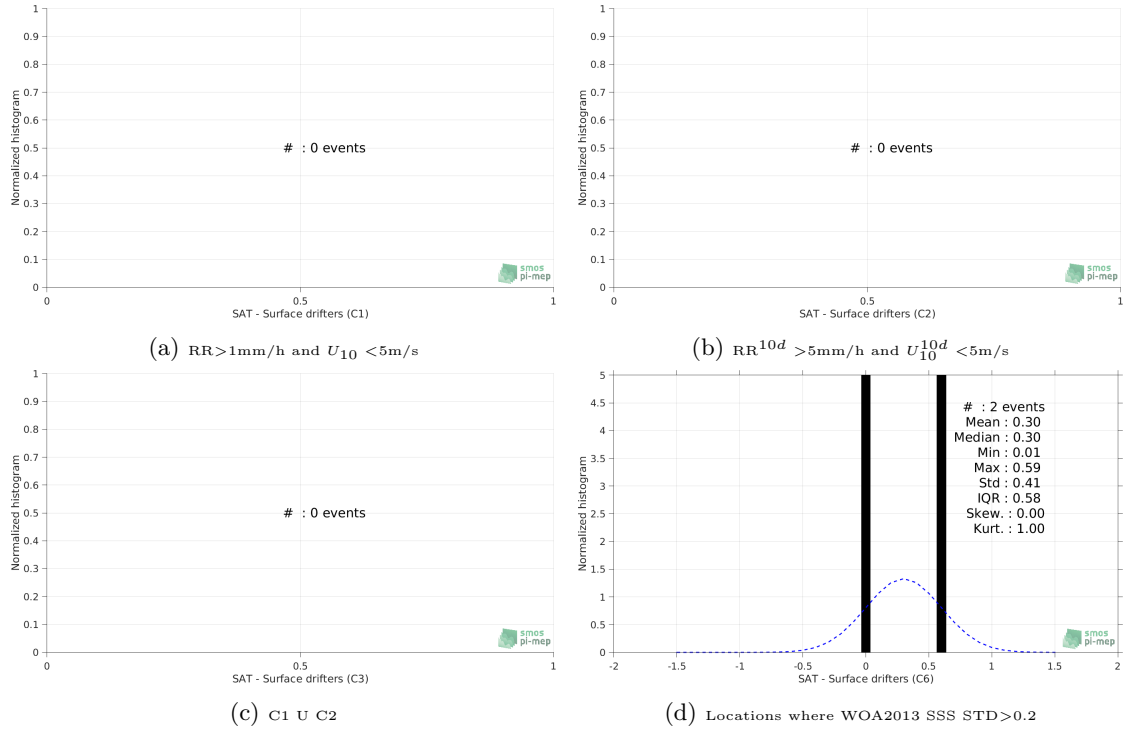 1
0.9
0.8
0.7
0.6
0.5
0.4
0.3
0.2
0.1
0
Normalized histogram
# : 0 events
smos
pi-mep
0 0.5 1
SAT - Surface drifters (C1)
(a) RR>1mm/h and U10 <5m/s
1
0.9
0.8
0.7
0.6
0.5
0.4
0.3
0.2
0.1
0
Normalized histogram
# : 0 events
smos
pi-mep
0 0.5 1
SAT - Surface drifters (C2)
(b) RR^10d >5mm/h and U10^10d <5m/s
1
0.9
0.8
0.7
0.6
0.5
0.4
0.3
0.2
0.1
0
Normalized histogram
# : 0 events
smos
pi-mep
0 0.5 1
SAT - Surface drifters (C3)
(c) C1 U C2
5
4.5
4
3.5
3
2.5
2
1.5
1
0.5
0
Normalized histogram
# : 2 events
Mean : 0.30
Median : 0.30
Min : 0.01
Max : 0.59
Std : 0.41
IQR : 0.58
Skew. : 0.00
Kurt. : 1.00
smos
pi-mep
-2 -1.5 -1 -0.5 0 0.5 1 1.5 2
SAT - Surface drifters (C6)
(d) Locations where WOA2013 SSS STD>0.2